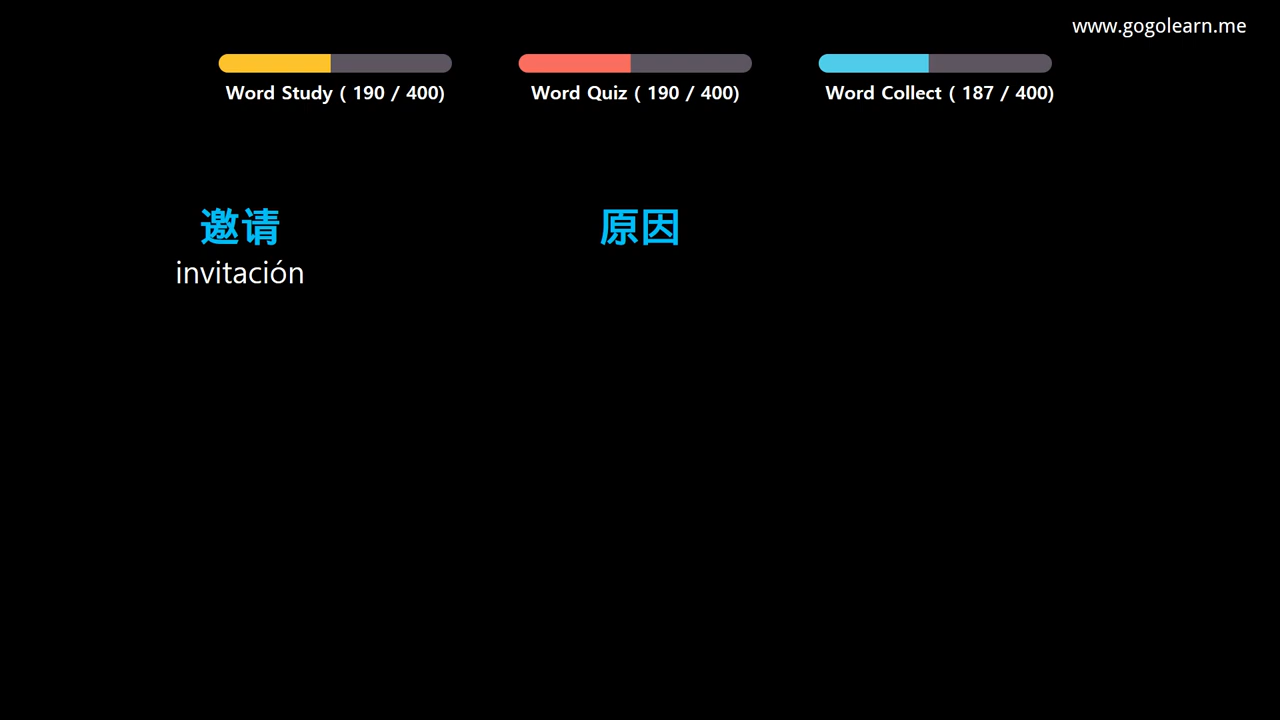 www.gogolearn.me
Word Study ( 190 / 400)
Word Quiz ( 190 / 400)
Word Collect ( 187 / 400)
邀请
invitación
原因